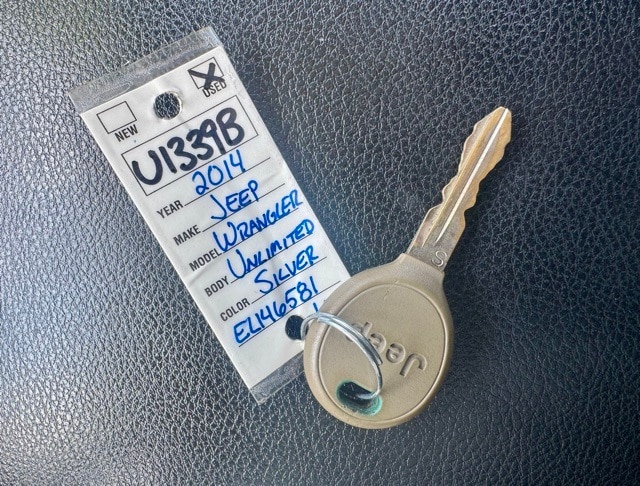 NEW
USED
U1339B
YEAR 2014
MAKE JEEP
MODEL WRANGLER
BODY UNLIMITED
COLOR SILVER
EL146581
Jeep
S